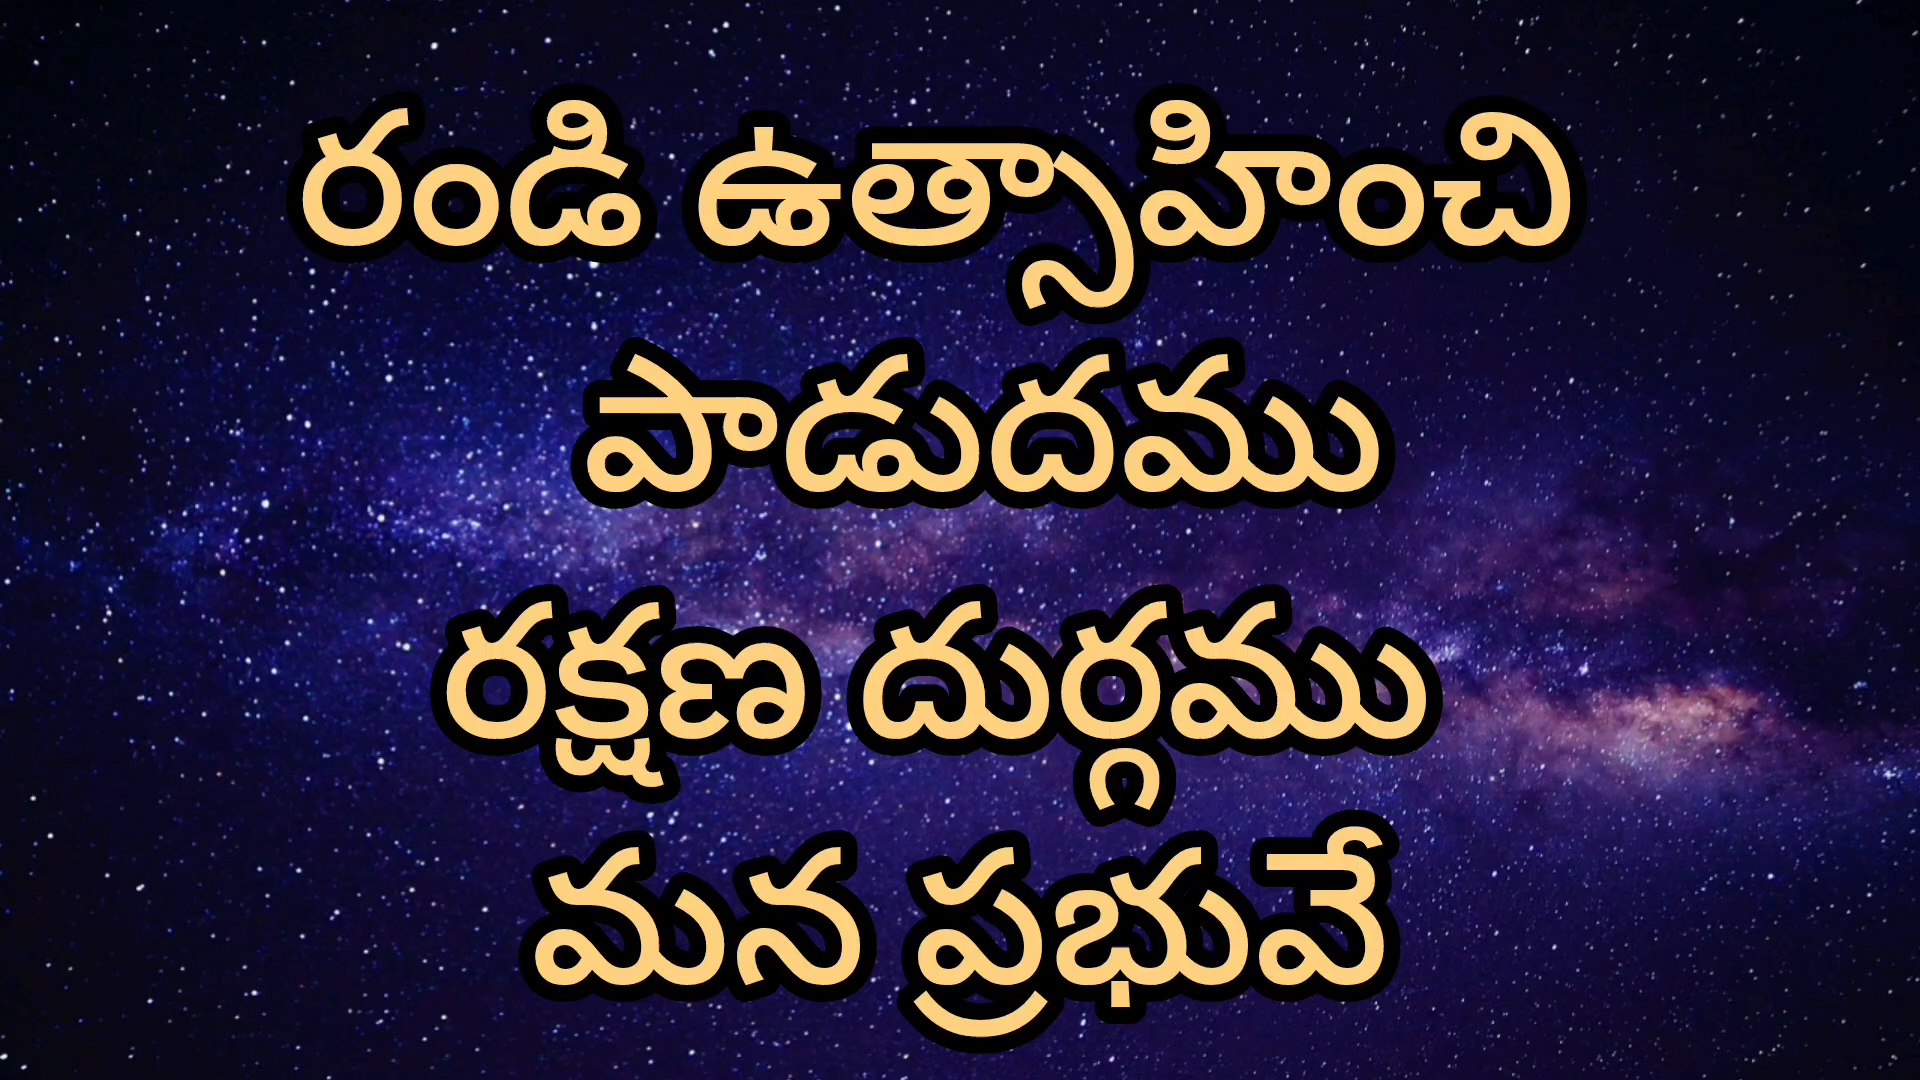 రండి ఉత్సాహించి
పాడుదము
రక్షణ దుర్గము
మన ప్రభువే